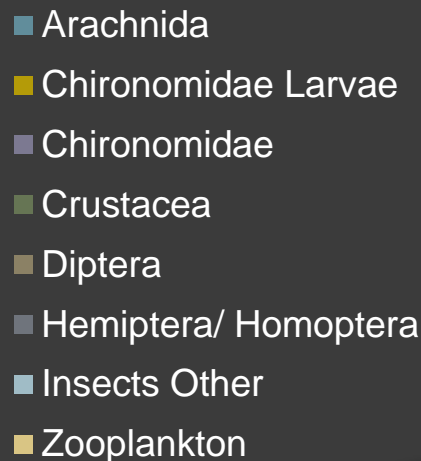 Arachnida
Chironomidae Larvae
Chironomidae
Crustacea
Diptera
Hemiptera/ Homoptera
Insects Other
Zooplankton